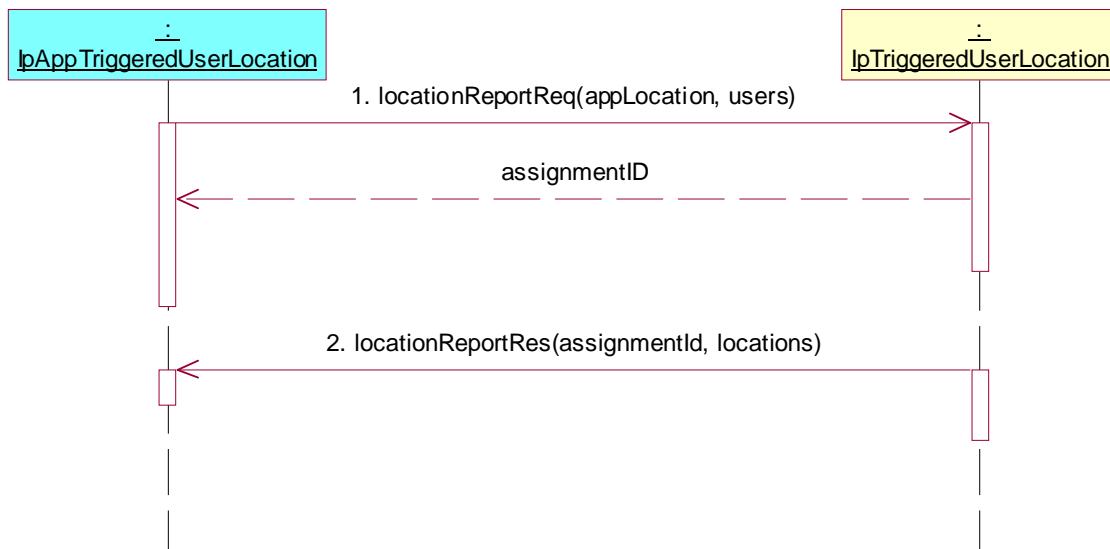 :
IpAppTriggeredUserLocation
:
IpTriggeredUserLocation
1. locationReportReq(appLocation, users)
assignmentID
2. locationReportRes(assignmentId, locations)